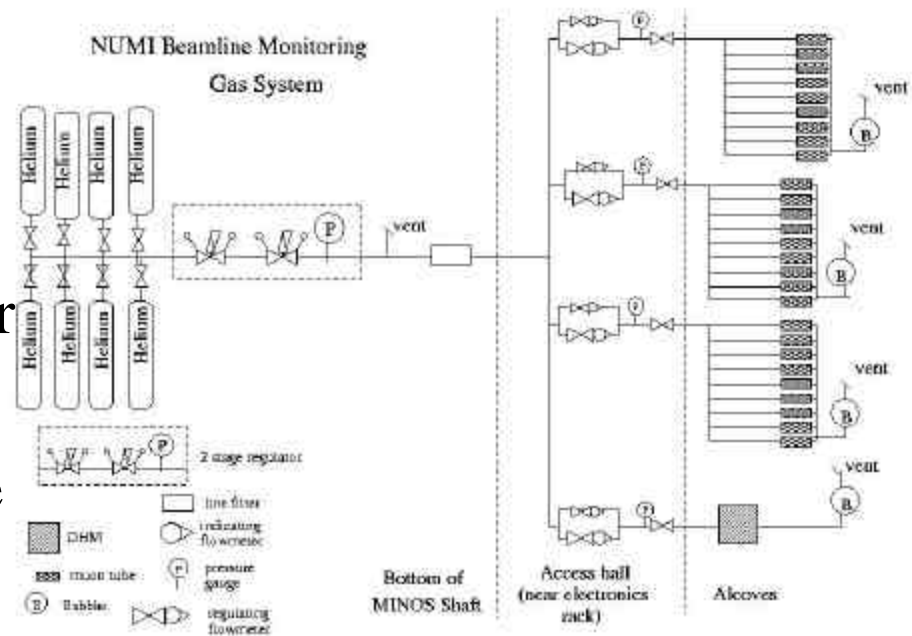 NUMI Beamline Monitoring
Gas System
Helium
Helium
Helium
Helium
Helium
Helium
Helium
Helium
P
vent
r
e
P
2 stage regulator
line filter
indicating
flowmeter
P
pressure
gauge
regulating
flowmeter
DHM
muon tube
B
Bubbler
Bottom of
MINOS Shaft
P
P
P
P
Access hall
(near electronics
rack)
vent
B
vent
B
vent
B
vent
B
Alcoves